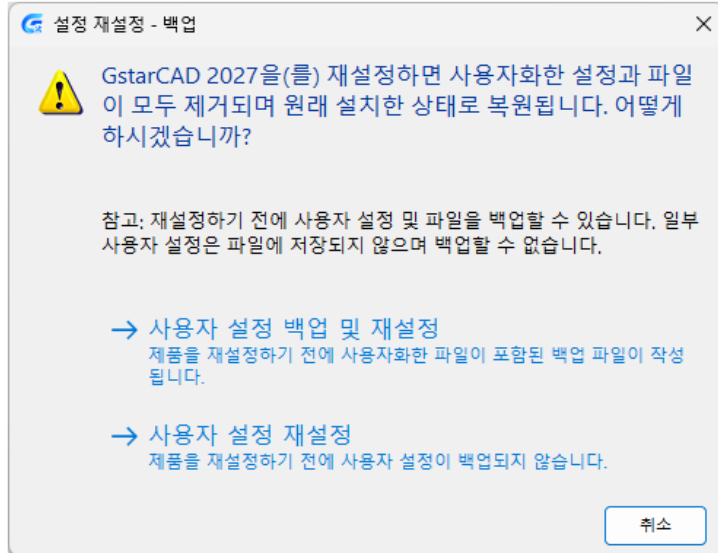 설정 재설정 - 백업
GstarCAD 2027을(를) 재설정하면 사용자화한 설정과 파일
이 모두 제거되며 원래 설치한 상태로 복원됩니다. 어떻게
하시겠습니까?
참고: 재설정하기 전에 사용자 설정 및 파일을 백업할 수 있습니다. 일부
사용자 설정은 파일에 저장되지 않으며 백업할 수 없습니다.
→ 사용자 설정 백업 및 재설정
제품을 재설정하기 전에 사용자화한 파일이 포함된 백업 파일이 작성
됩니다.
→ 사용자 설정 재설정
제품을 재설정하기 전에 사용자 설정이 백업되지 않습니다.
취소